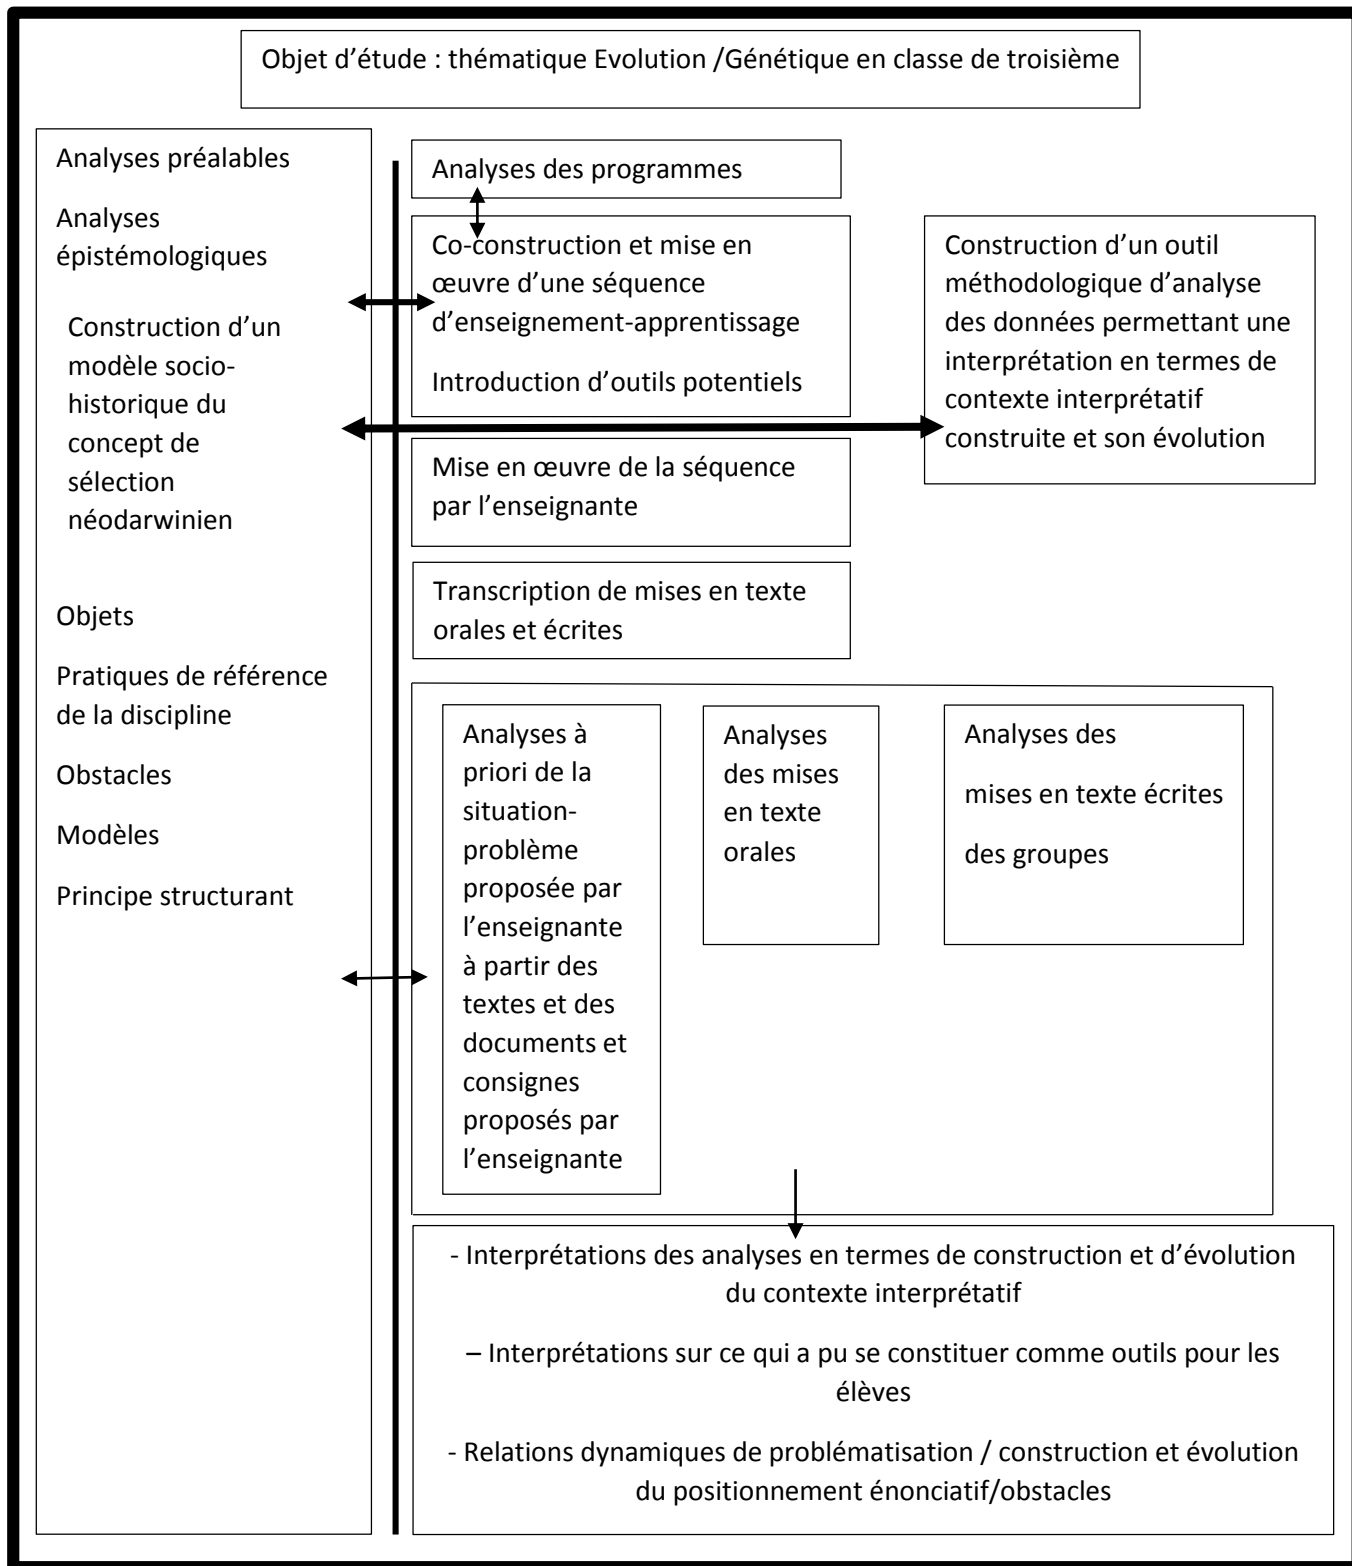 Objet d’étude : thématique Evolution /Génétique en classe de troisième
Analyses préalables
Analyses
épistémologiques
Construction d’un
modèle socio-
historique du
concept de
sélection
néodarwinien
Objets
Pratiques de référence
de la discipline
Obstacles
Modèles
Principe structurant
Analyses des programmes
Co-construction et mise en
œuvre d’une séquence
d’enseignement-apprentissage
Introduction d’outils potentiels
Construction d’un outil
méthodologique d’analyse
des données permettant une
interprétation en termes de
contexte interprétatif
construite et son évolution
Mise en œuvre de la séquence
par l’enseignante
Transcription de mises en texte
orales et écrites
Analyses à
priori de la
situation-
problème
proposée par
l’enseignante
à partir des
textes et des
documents et
consignes
proposés par
l’enseignante
Analyses
des mises
en texte
orales
Analyses des
mises en texte écrites
des groupes
- Interprétations des analyses en termes de construction et d’évolution
du contexte interprétatif
– Interprétations sur ce qui a pu se constituer comme outils pour les
élèves
- Relations dynamiques de problématisation / construction et évolution
du positionnement énonciatif/obstacles